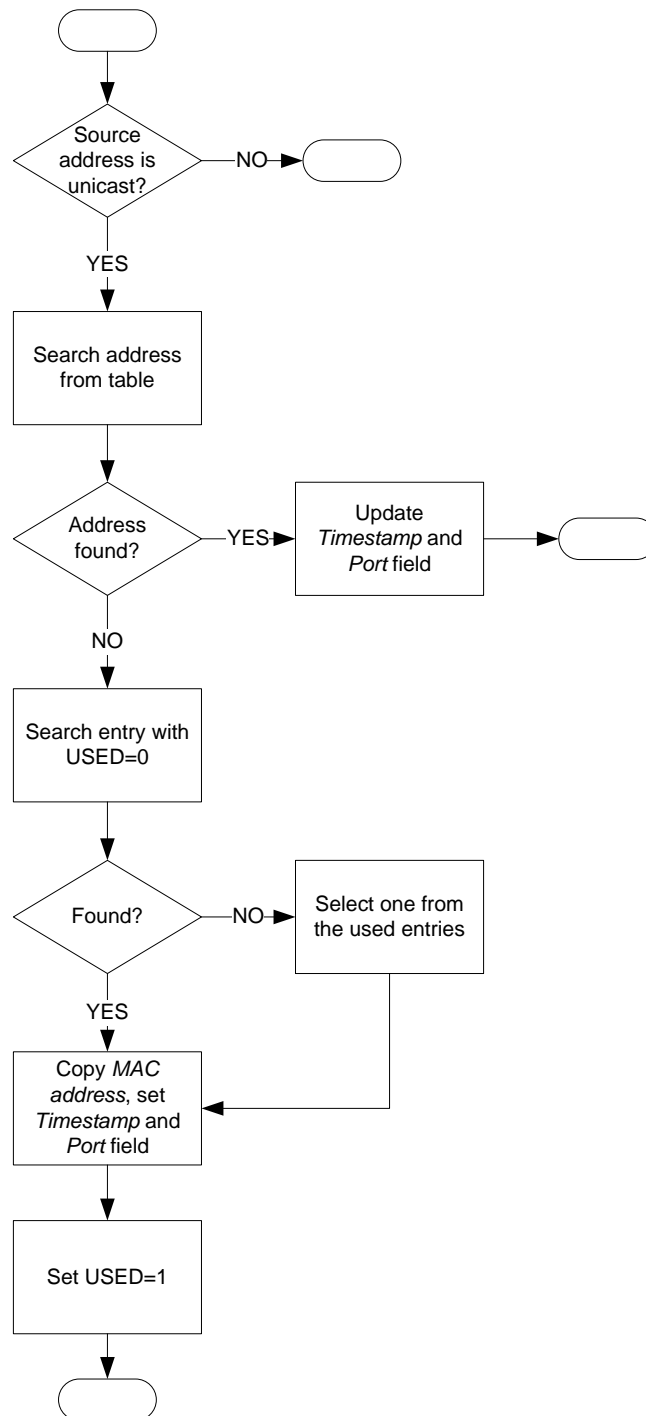 Source
address is
unicast?
NO
YES
Search address
from table
Address
found?
YES
Update
Timestamp and
Port field
NO
Search entry with
USED=0
Found?
NO
Select one from
the used entries
YES
Copy MAC
address, set
Timestamp and
Port field
Set USED=1